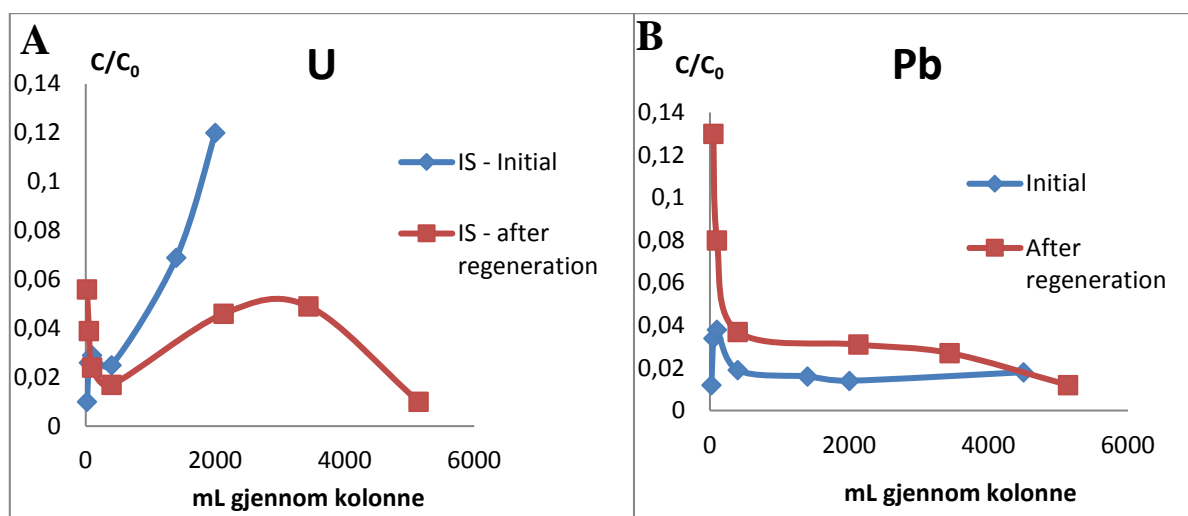 A
C/C₀
U
0,14
0,12
0,1
0,08
0,06
0,04
0,02
0
0
2000
4000
6000
mL gjennom kolonne
IS - Initial
IS - after
regeneration
B
C/C₀
Pb
0,14
0,12
0,1
0,08
0,06
0,04
0,02
0
0
2000
4000
6000
mL gjennom kolonne
Initial
After
regeneration